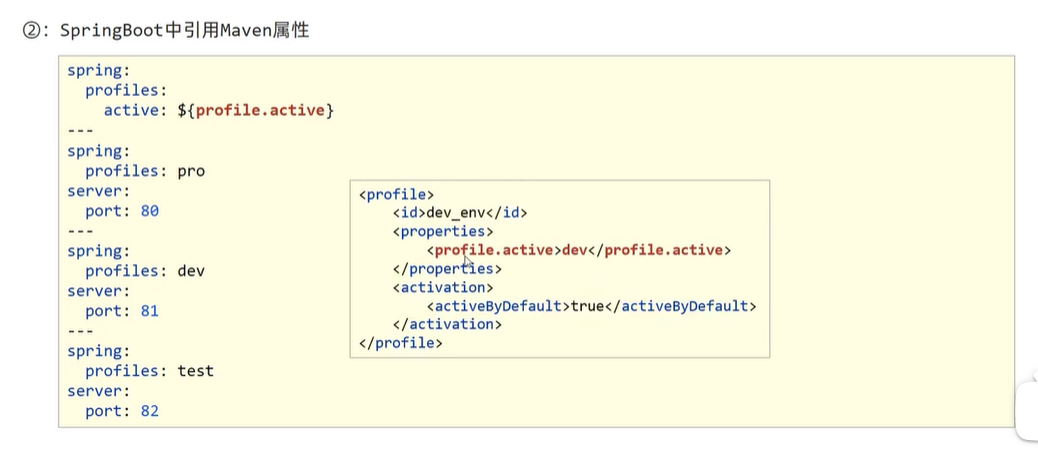 ②：SpringBoot中引用Maven属性
spring:
  profiles:
    active: ${profile.active}
---
spring:
  profiles: pro
server:
  port: 80
---
spring:
  profiles: dev
server:
  port: 81
---
spring:
  profiles: test
server:
  port: 82
<profile>
    <id>dev_env</id>
    <properties>
        <profile.active>dev</profile.active>
    </properties>
    <activation>
        <activeByDefault>true</activeByDefault>
    </activation>
</profile>